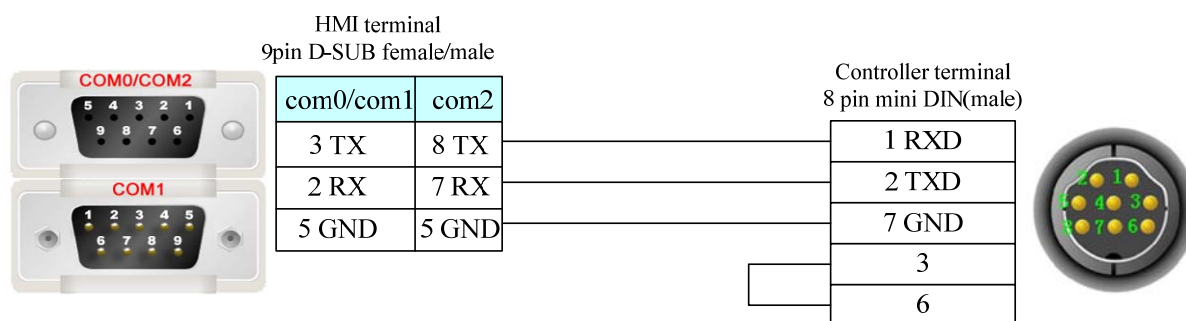 HMI terminal
9pin D-SUB female/male
COM0/COM2
5 4 3 2 1
9 8 7 6
COM1
1 2 3 4 5
6 7 8 9
com0/com1 com2
3 TX 8 TX
2 RX 7 RX
5 GND 5 GND
Controller terminal
8 pin mini DIN(male)
1 RXD
2 TXD
7 GND
3
6
2 1
5 4 3
8 7 6